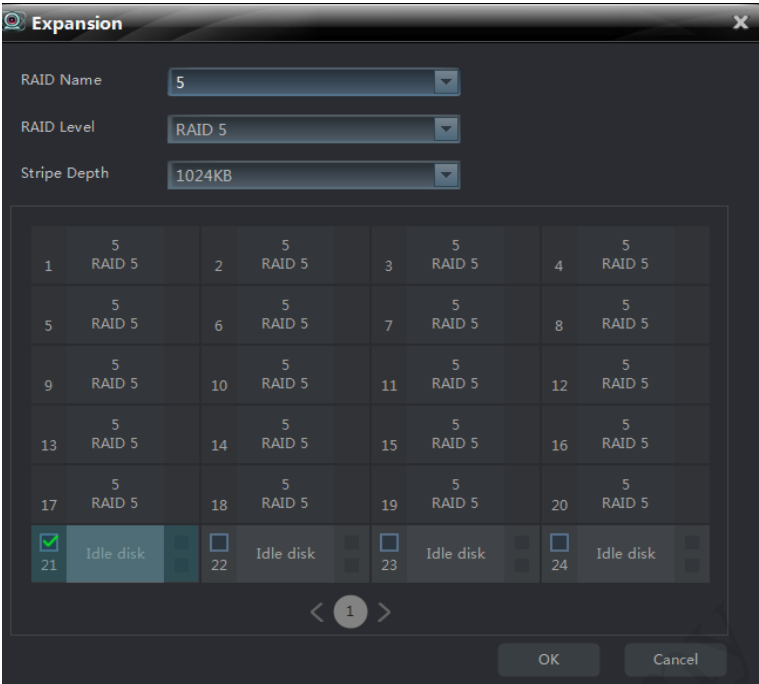 Expansion
RAID Name 5
RAID Level RAID 5
Stripe Depth 1024KB
5 5 5 5
1 RAID 5 2 RAID 5 3 RAID 5 4 RAID 5
5 5 5 5
5 RAID 5 6 RAID 5 7 RAID 5 8 RAID 5
5 5 5 5
9 RAID 5 10 RAID 5 11 RAID 5 12 RAID 5
5 5 5 5
13 RAID 5 14 RAID 5 15 RAID 5 16 RAID 5
5 5 5 5
17 RAID 5 18 RAID 5 19 RAID 5 20 RAID 5
Idle disk Idle disk Idle disk Idle disk
21 22 23 24
1
OK Cancel